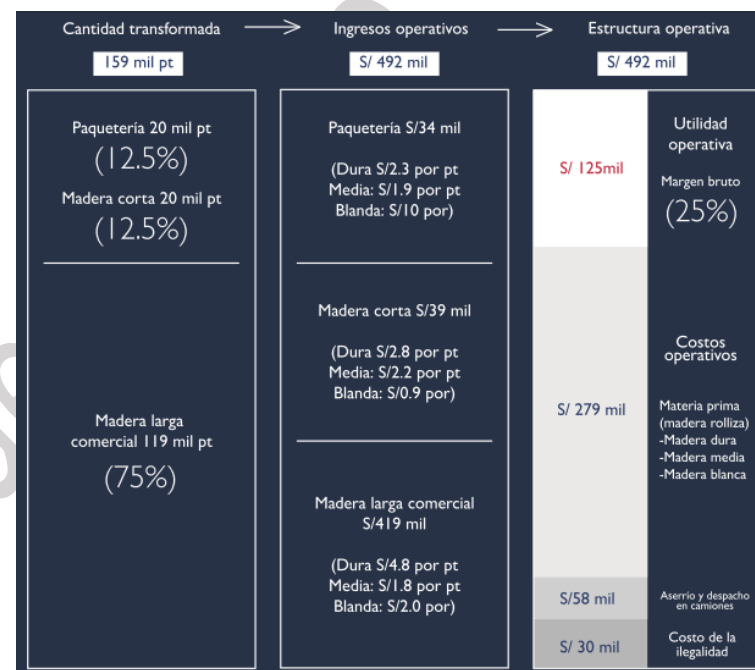 Cantidad transformada
159 mil pt
Ingresos operativos
S/ 492 mil
Estructura operativa
S/ 492 mil
Paquetería 20 mil pt
(12.5%)
Madera corta 20 mil pt
(12.5%)
Madera larga
comercial 119 mil pt
(75%)
Paquetería S/34 mil
(Dura S/2.3 por pt
Media: S/1.9 por pt
Blanda: S/10 por)
Madera corta S/39 mil
(Dura S/2.8 por pt
Media: S/2.2 por pt
Blanda: S/0.9 por)
Madera larga comercial
S/419 mil
(Dura S/4.8 por pt
Media: S/1.8 por pt
Blanda: S/2.0 por)
S/ 125mil
Utilidad
operativa
Margen bruto
(25%)
S/ 279 mil
Costos
operativos
Materia prima
(madera rolliza)
-Madera dura
-Madera media
-Madera blanca
S/58 mil
Aserrio y despacho
en camiones
S/ 30 mil
Costo de la
ilegalidad